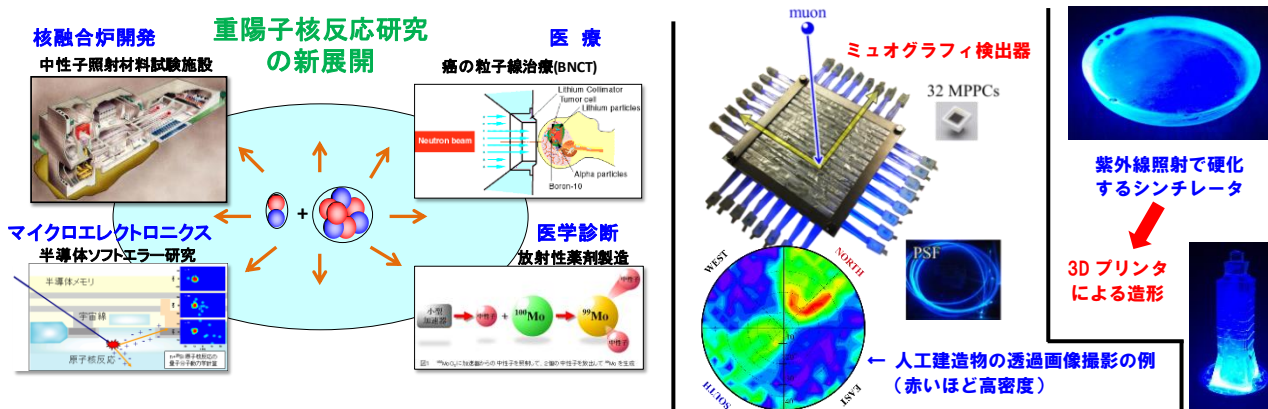 重陽子核反応研究
の新展開
核融合炉開発
中性子照射材料試験施設
医 療
癌の粒子線治療(BNCT)
Lithium Collimator
Tumor cell
Lithium particles
Neutron beam
Alpha particles
Boron-10
+
マイクロエレクトロニクス
半導体ソフトエラー研究
半導体メモリ
宇宙線
原子核反応
医学診断
放射性薬剤製造
小型
加速器
中性子
+
¹⁰⁰Mo
⁹⁹Mo
中性子
中性子
muon
ミュオグラフィ検出器
32 MPPCs
PSF
WEST
NORTH
SOUTH
EAST
← 人工建造物の透過画像撮影の例
（赤いほど高密度）
紫外線照射で硬化
するシンチレータ
3D プリンタ
による造形